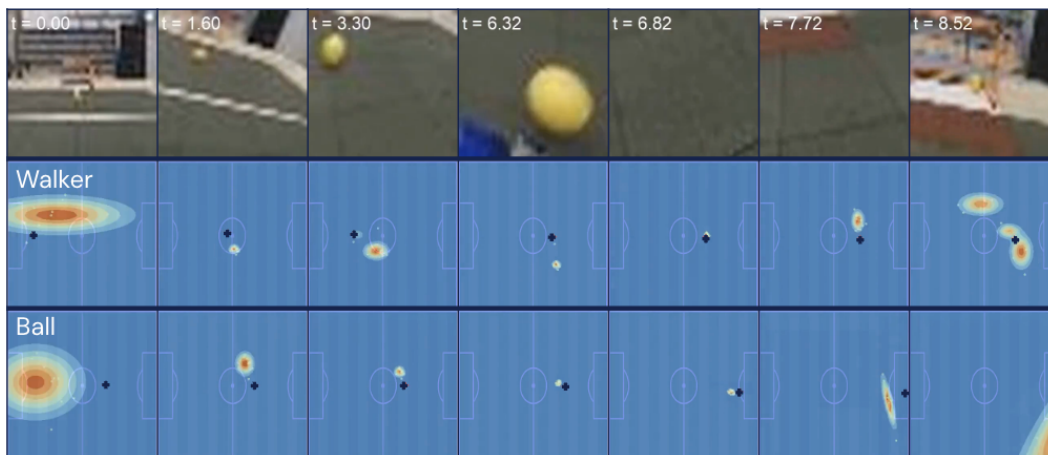 t = 0.00
t = 1.60
t = 3.30
t = 6.32
t = 6.82
t = 7.72
t = 8.52
Walker
Ball